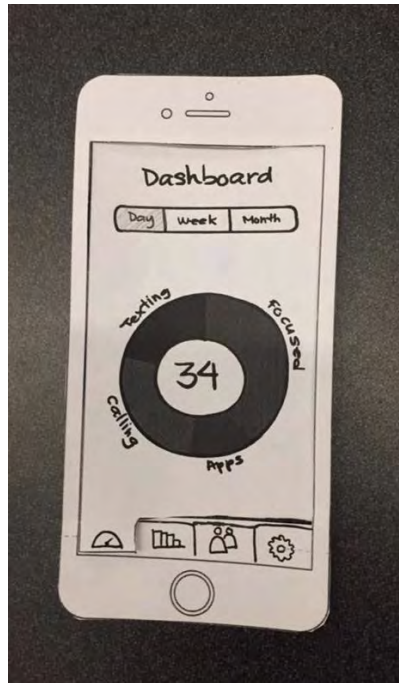 Dashboard
Day Week Month
Texting
Focused
34
Calling
Apps